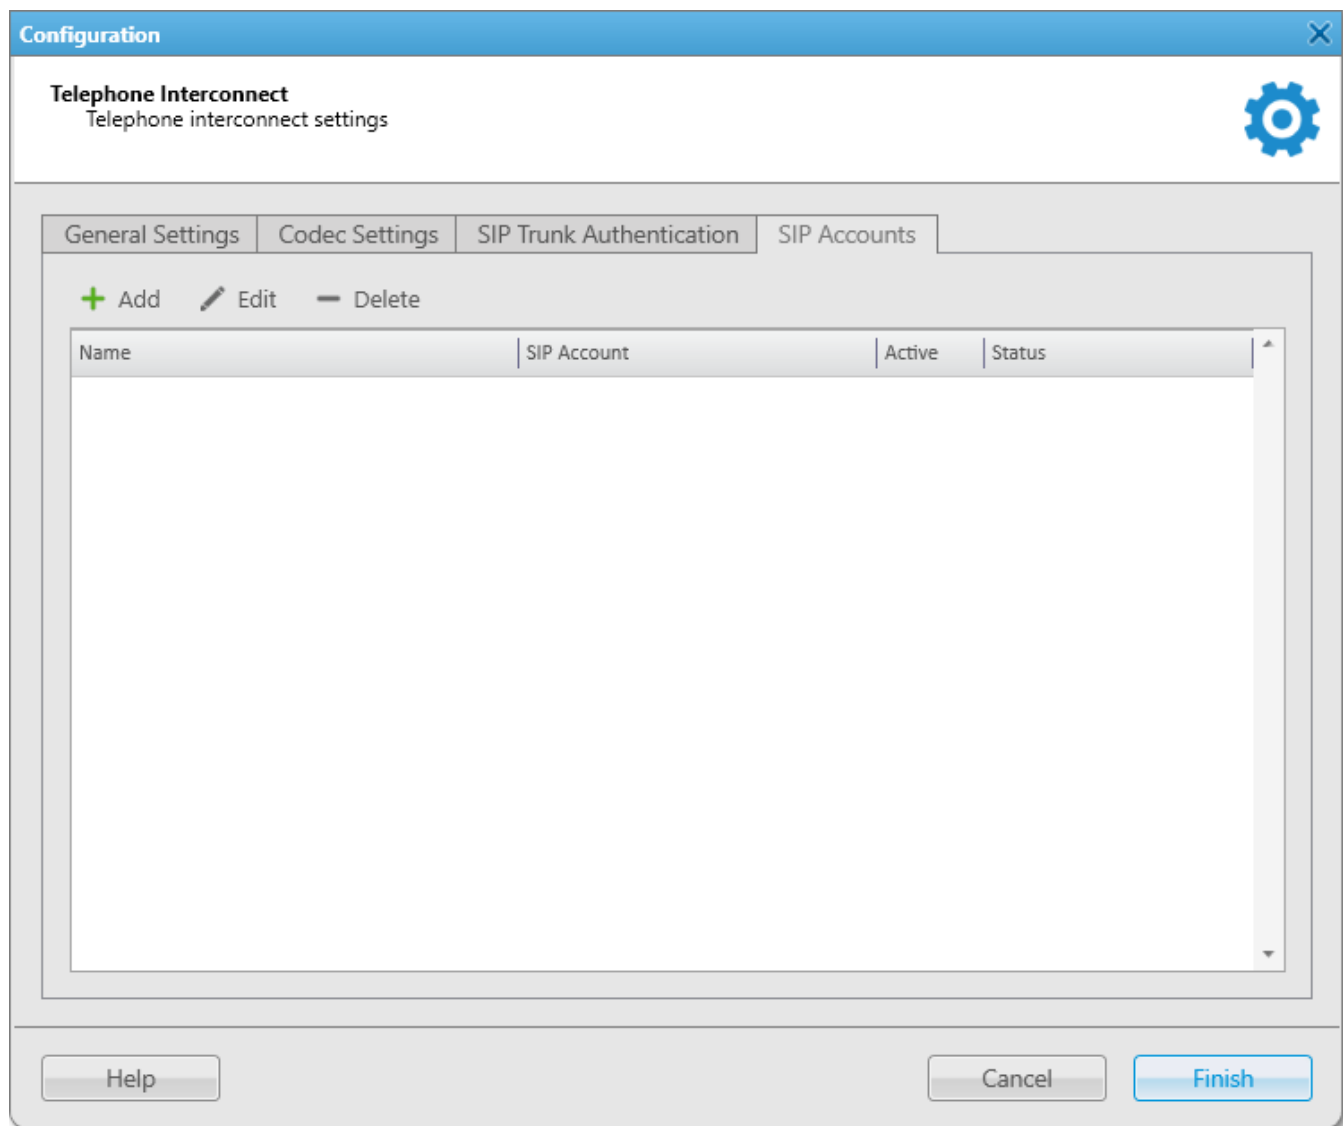 Configuration
Telephone Interconnect
Telephone interconnect settings
General Settings Codec Settings SIP Trunk Authentication SIP Accounts
Add Edit Delete
Name SIP Account Active Status
Help Cancel Finish